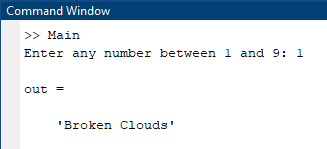 Command Window
>> Main
Enter any number between 1 and 9: 1
out =
'Broken Clouds'